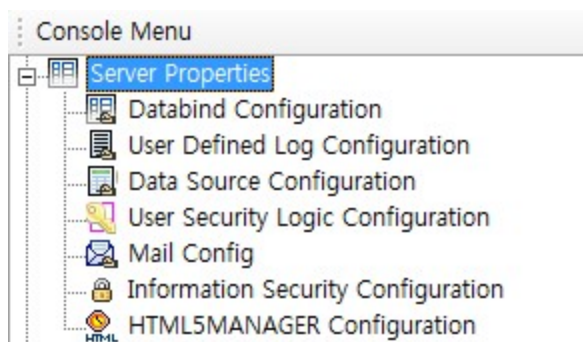 Console Menu
Server Properties
Databind Configuration
User Defined Log Configuration
Data Source Configuration
User Security Logic Configuration
Mail Config
Information Security Configuration
HTML HTML5MANAGER Configuration